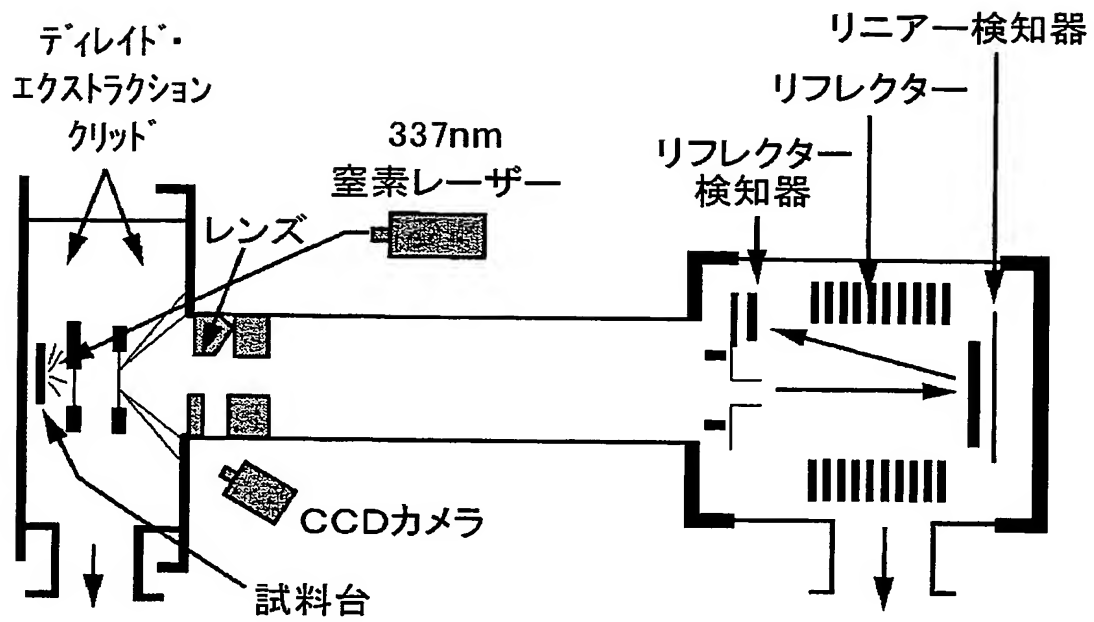 ﾃﾞｨﾚｲﾄﾞ・
ｴｸｽﾄﾗｸｼｮﾝ
ｸﾘｯﾄﾞ
337nm
窒素レーザー
レンズ
リニアー検知器
リフレクター
リフレクター
検知器
CCDカメラ
試料台